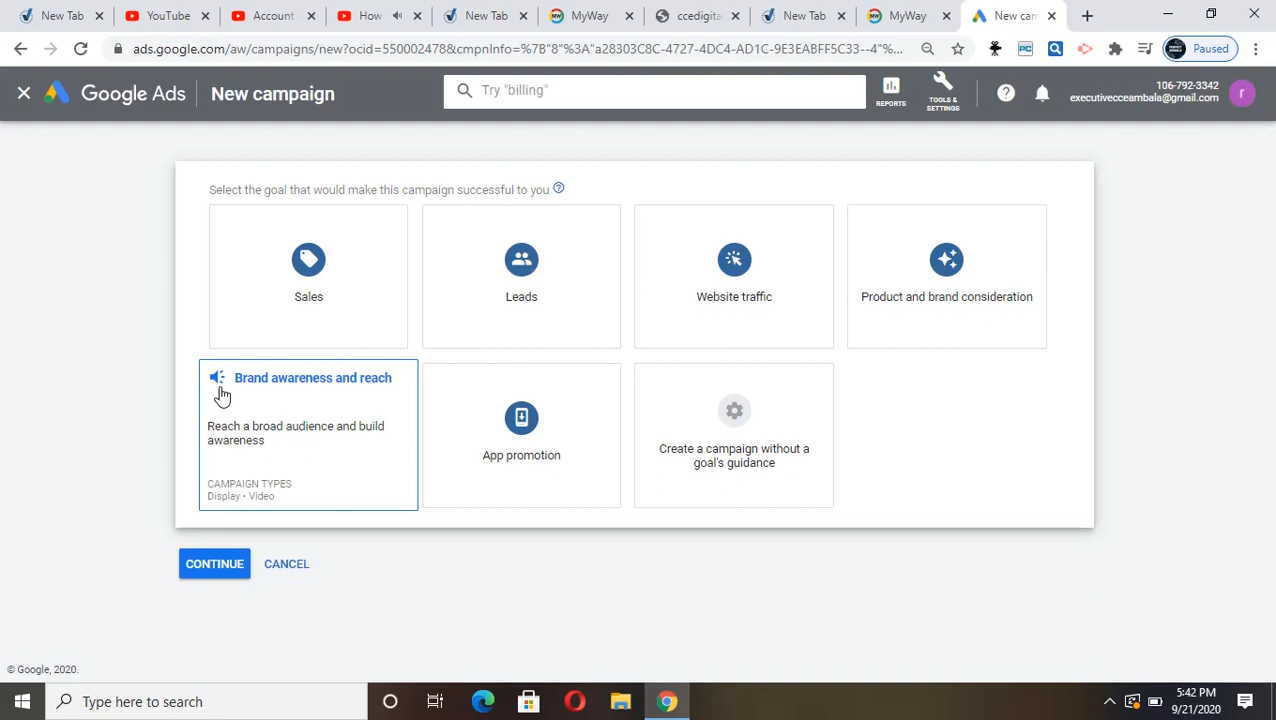 New Tab
YouTube
Account
How
New Tab
MyWay
ccedigita
New Tab
MyWay
New cam
ads.google.com/aw/campaigns/new?ocid=550002478&cmpnInfo=%7B"8"%3A"a28303C8C-4727-4DC4-AD1C-9E3EABFF5C33--4"%...
Paused
Google Ads
New campaign
Try "billing"
REPORTS
TOOLS &
SETTINGS
106-792-3342
executivecceambala@gmail.com
r
Select the goal that would make this campaign successful to you
Sales
Leads
Website traffic
Product and brand consideration
Brand awareness and reach
Reach a broad audience and build
awareness
CAMPAIGN TYPES
Display • Video
App promotion
Create a campaign without a
goal's guidance
CONTINUE
CANCEL
© Google, 2020.
Type here to search
5:42 PM
9/21/2020